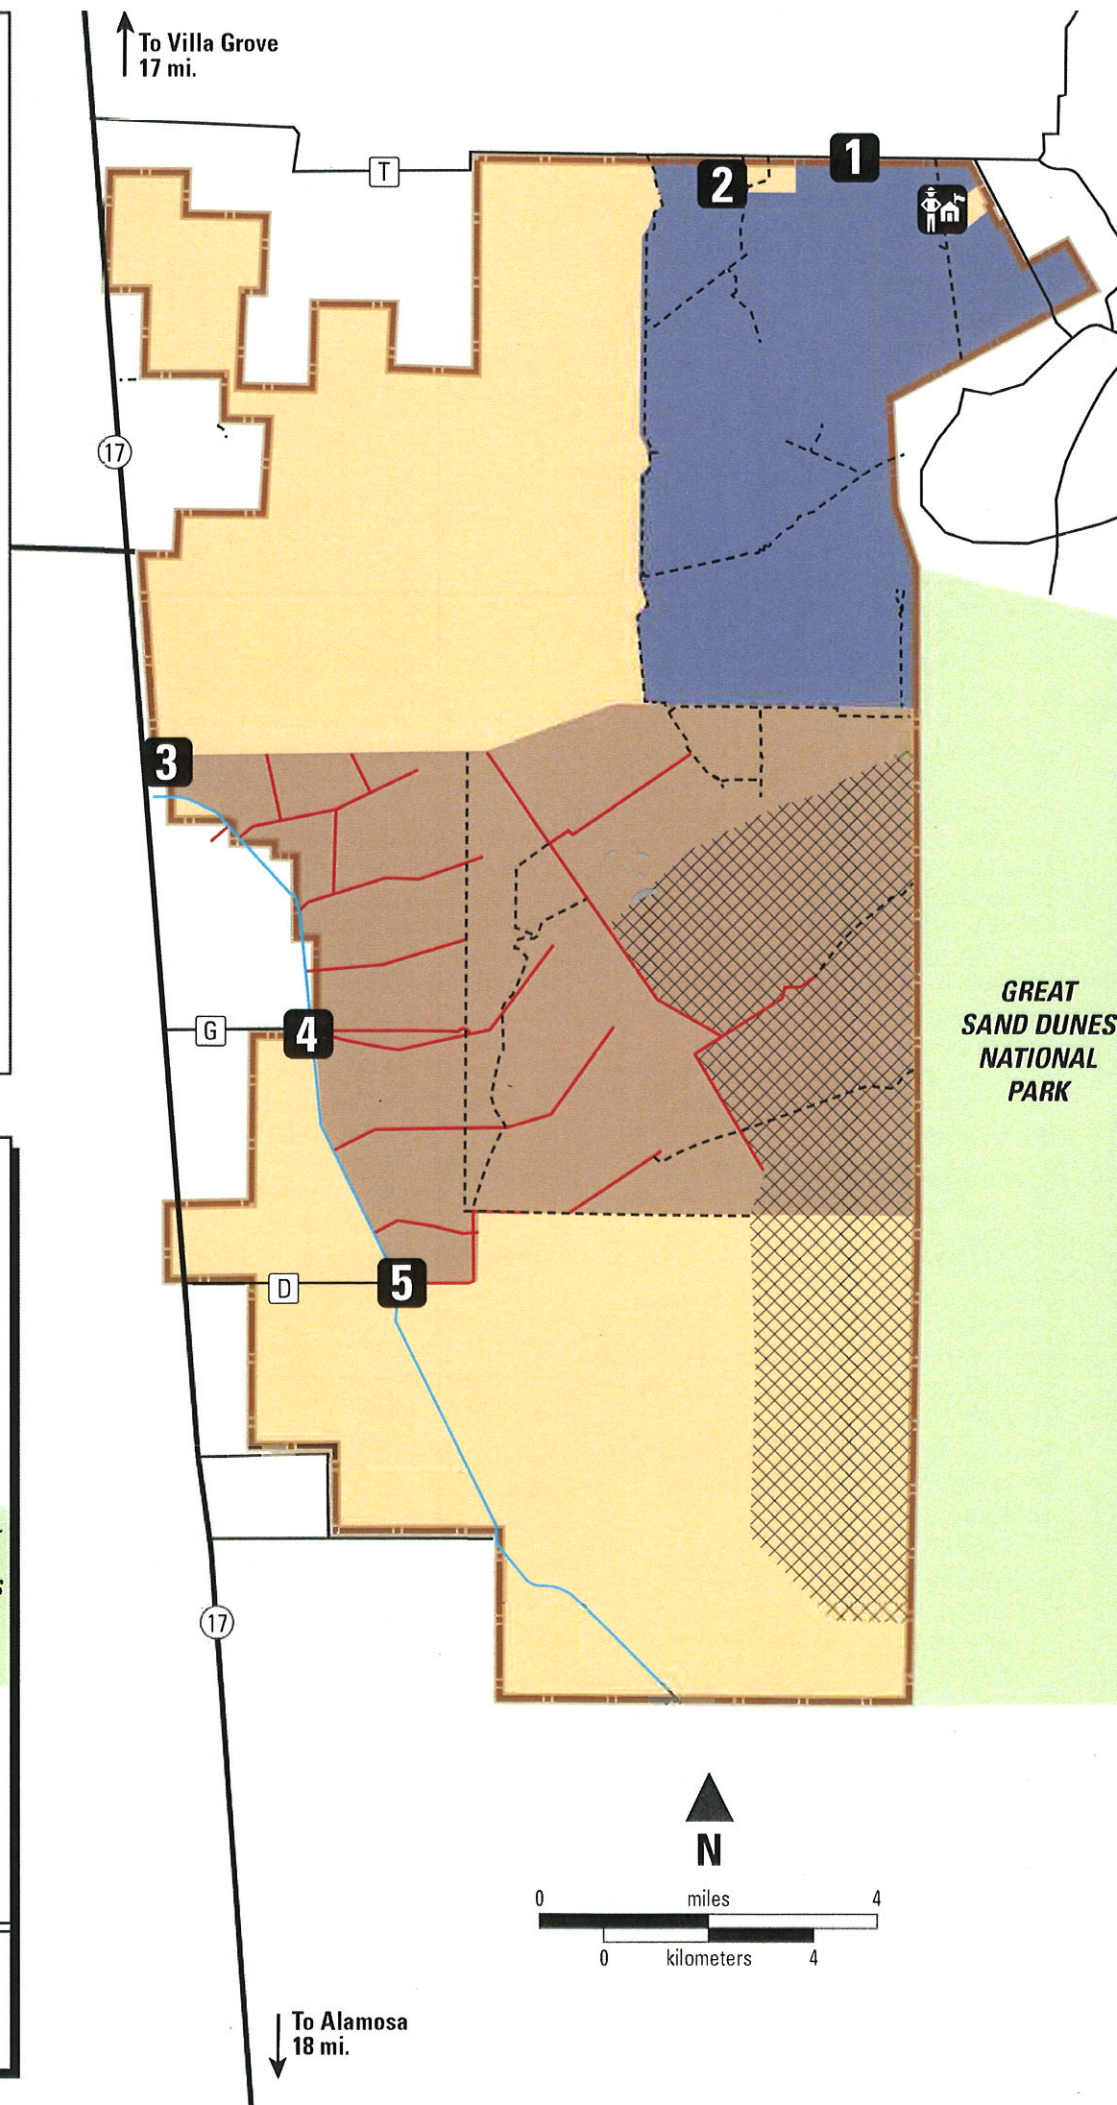 To Villa Grove
17 mi.
T
1
2
17
3
GREAT
SAND DUNES
NATIONAL
PARK
G
4
5
D
17
N
0 miles 4
0 kilometers 4
To Alamosa
18 mi.